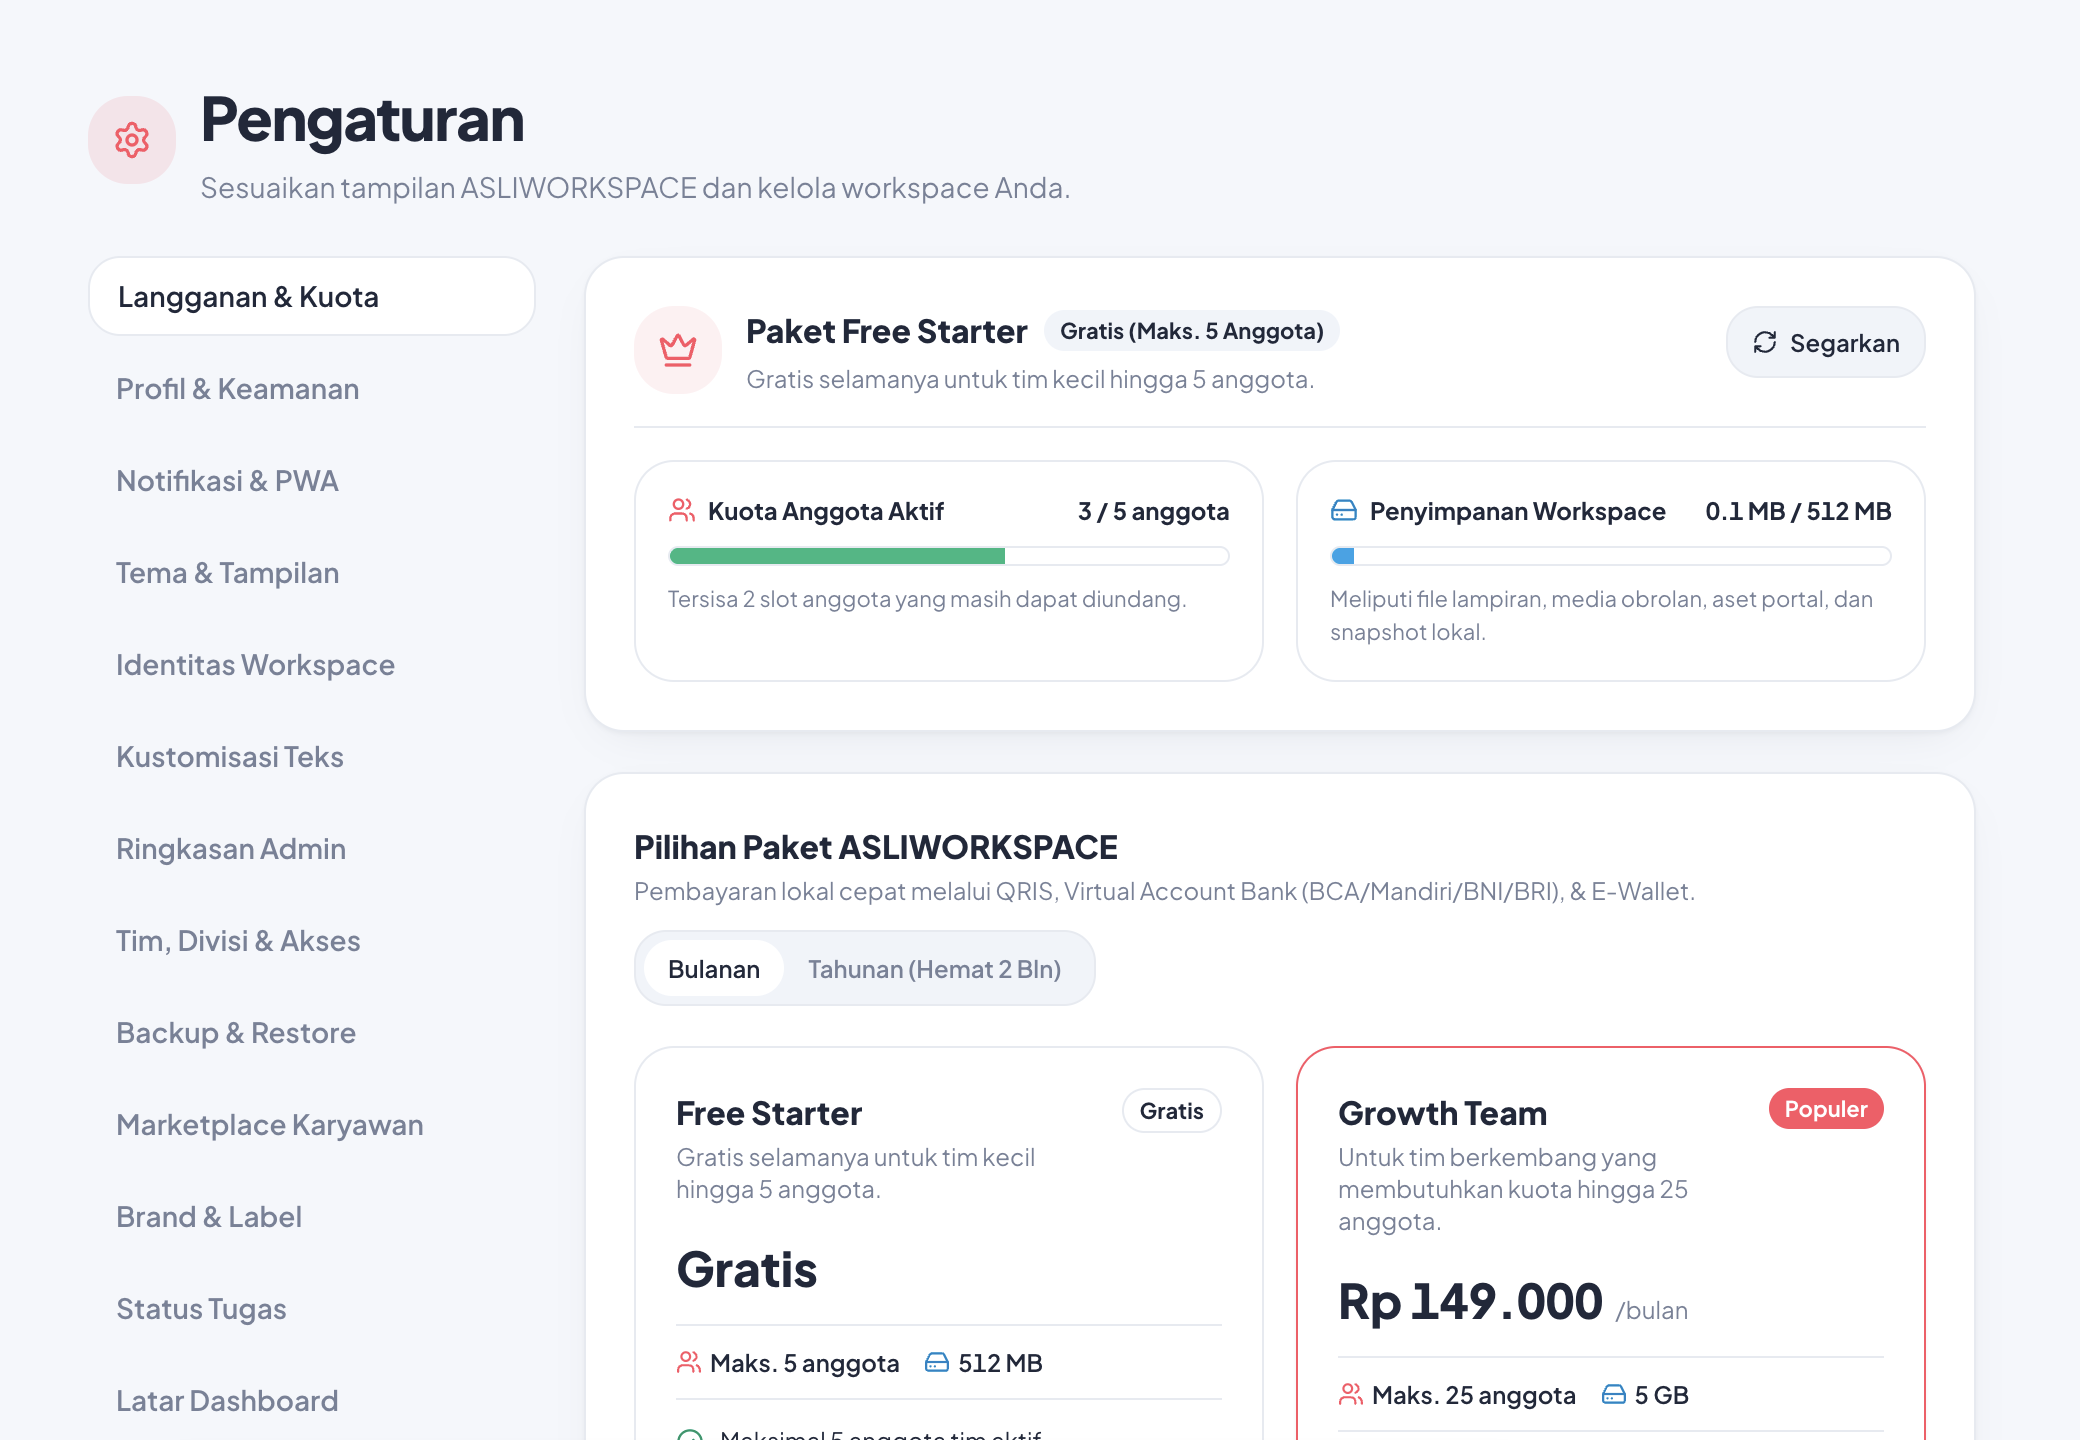 Pengaturan
Sesuaikan tampilan ASLIWORKSPACE dan kelola workspace Anda.
Langganan & Kuota
Profil & Keamanan
Notifikasi & PWA
Tema & Tampilan
Identitas Workspace
Kustomisasi Teks
Ringkasan Admin
Tim, Divisi & Akses
Backup & Restore
Marketplace Karyawan
Brand & Label
Status Tugas
Latar Dashboard
Paket Free Starter
Gratis (Maks. 5 Anggota)
Gratis selamanya untuk tim kecil hingga 5 anggota.
Segarkan
Kuota Anggota Aktif
3 / 5 anggota
Tersisa 2 slot anggota yang masih dapat diundang.
Penyimpanan Workspace
0.1 MB / 512 MB
Meliputi file lampiran, media obrolan, aset portal, dan
snapshot lokal.
Pilihan Paket ASLIWORKSPACE
Pembayaran lokal cepat melalui QRIS, Virtual Account Bank (BCA/Mandiri/BNI/BRI), & E-Wallet.
Bulanan
Tahunan (Hemat 2 Bln)
Free Starter
Gratis
Gratis selamanya untuk tim kecil
hingga 5 anggota.
Gratis
Maks. 5 anggota
512 MB
Maksimal 5 anggota tim aktif
Growth Team
Populer
Untuk tim berkembang yang
membutuhkan kuota hingga 25
anggota.
Rp 149.000 /bulan
Maks. 25 anggota
5 GB